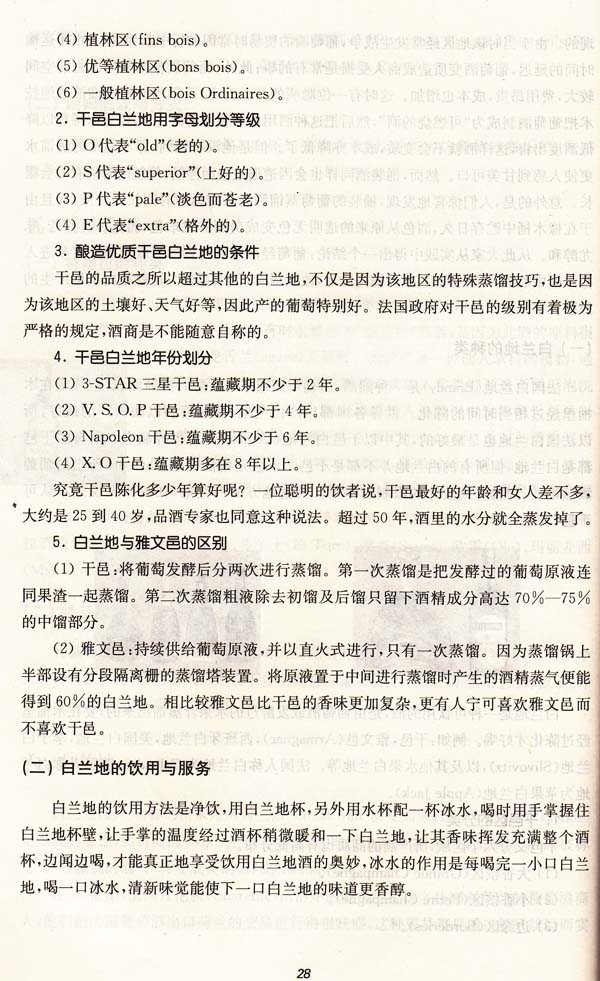 (4) 植林区(fins bois)。
(5) 优等植林区(bons bois)。
(6) 一般植林区(bois Ordinaires)。
2. 干邑白兰地用字母划分等级
(1) O代表“old”(老的)。
(2) S代表“superior”(上好的)。
(3) P代表“pale”(淡色而苍老)。
(4) E代表“extra”(格外的)。
3. 酿造优质干邑白兰地的条件
干邑的品质之所以超过其他的白兰地,不仅是因为该地区的特殊蒸馏技巧,也是因
为该地区的土壤好、天气好等,因此产的葡萄特别好。法国政府对干邑的级别有着极为
严格的规定,酒商是不能随意自称的。
4. 干邑白兰地年份划分
(1) 3-STAR三星干邑:蕴藏期不少于2年。
(2) V.S.O.P干邑:蕴藏期不少于4年。
(3) Napoleon干邑:蕴藏期不少于6年。
(4) X.O干邑:蕴藏期多在8年以上。
究竟干邑陈化多少年算好呢? 一位聪明的饮者说,干邑最好的年龄和女人差不多,
大约是25到40岁,品酒专家也同意这种说法。超过50年,酒里的水分就全蒸发掉了。
5. 白兰地与雅文邑的区别
(1) 干邑:将葡萄发酵后分两次进行蒸馏。第一次蒸馏是把发酵过的葡萄原液连
同果渣一起蒸馏。第二次蒸馏粗液除去初馏及后馏只留下酒精成分高达70%—75%
的中馏部分。
(2) 雅文邑:持续供给葡萄原液,并以直火式进行,只有一次蒸馏。因为蒸馏锅上
半部设有分段隔离栅的蒸馏塔装置。将原液置于中间进行蒸馏时产生的酒精蒸气便能
得到60%的白兰地。相比较雅文邑比干邑的香味更加复杂,更有人宁可喜欢雅文邑而
不喜欢干邑。
(二) 白兰地的饮用与服务
白兰地的饮用方法是净饮,用白兰地杯,另外用水杯配一杯冰水,喝时用手掌握住
白兰地杯壁,让手掌的温度经过酒杯稍微暖和一下白兰地,让其香味挥发充满整个酒
杯,边闻边喝,才能真正地享受饮用白兰地酒的奥妙,冰水的作用是每喝完一小口白兰
地,喝一口冰水,清新味觉能使下一口白兰地的味道更香醇。
28